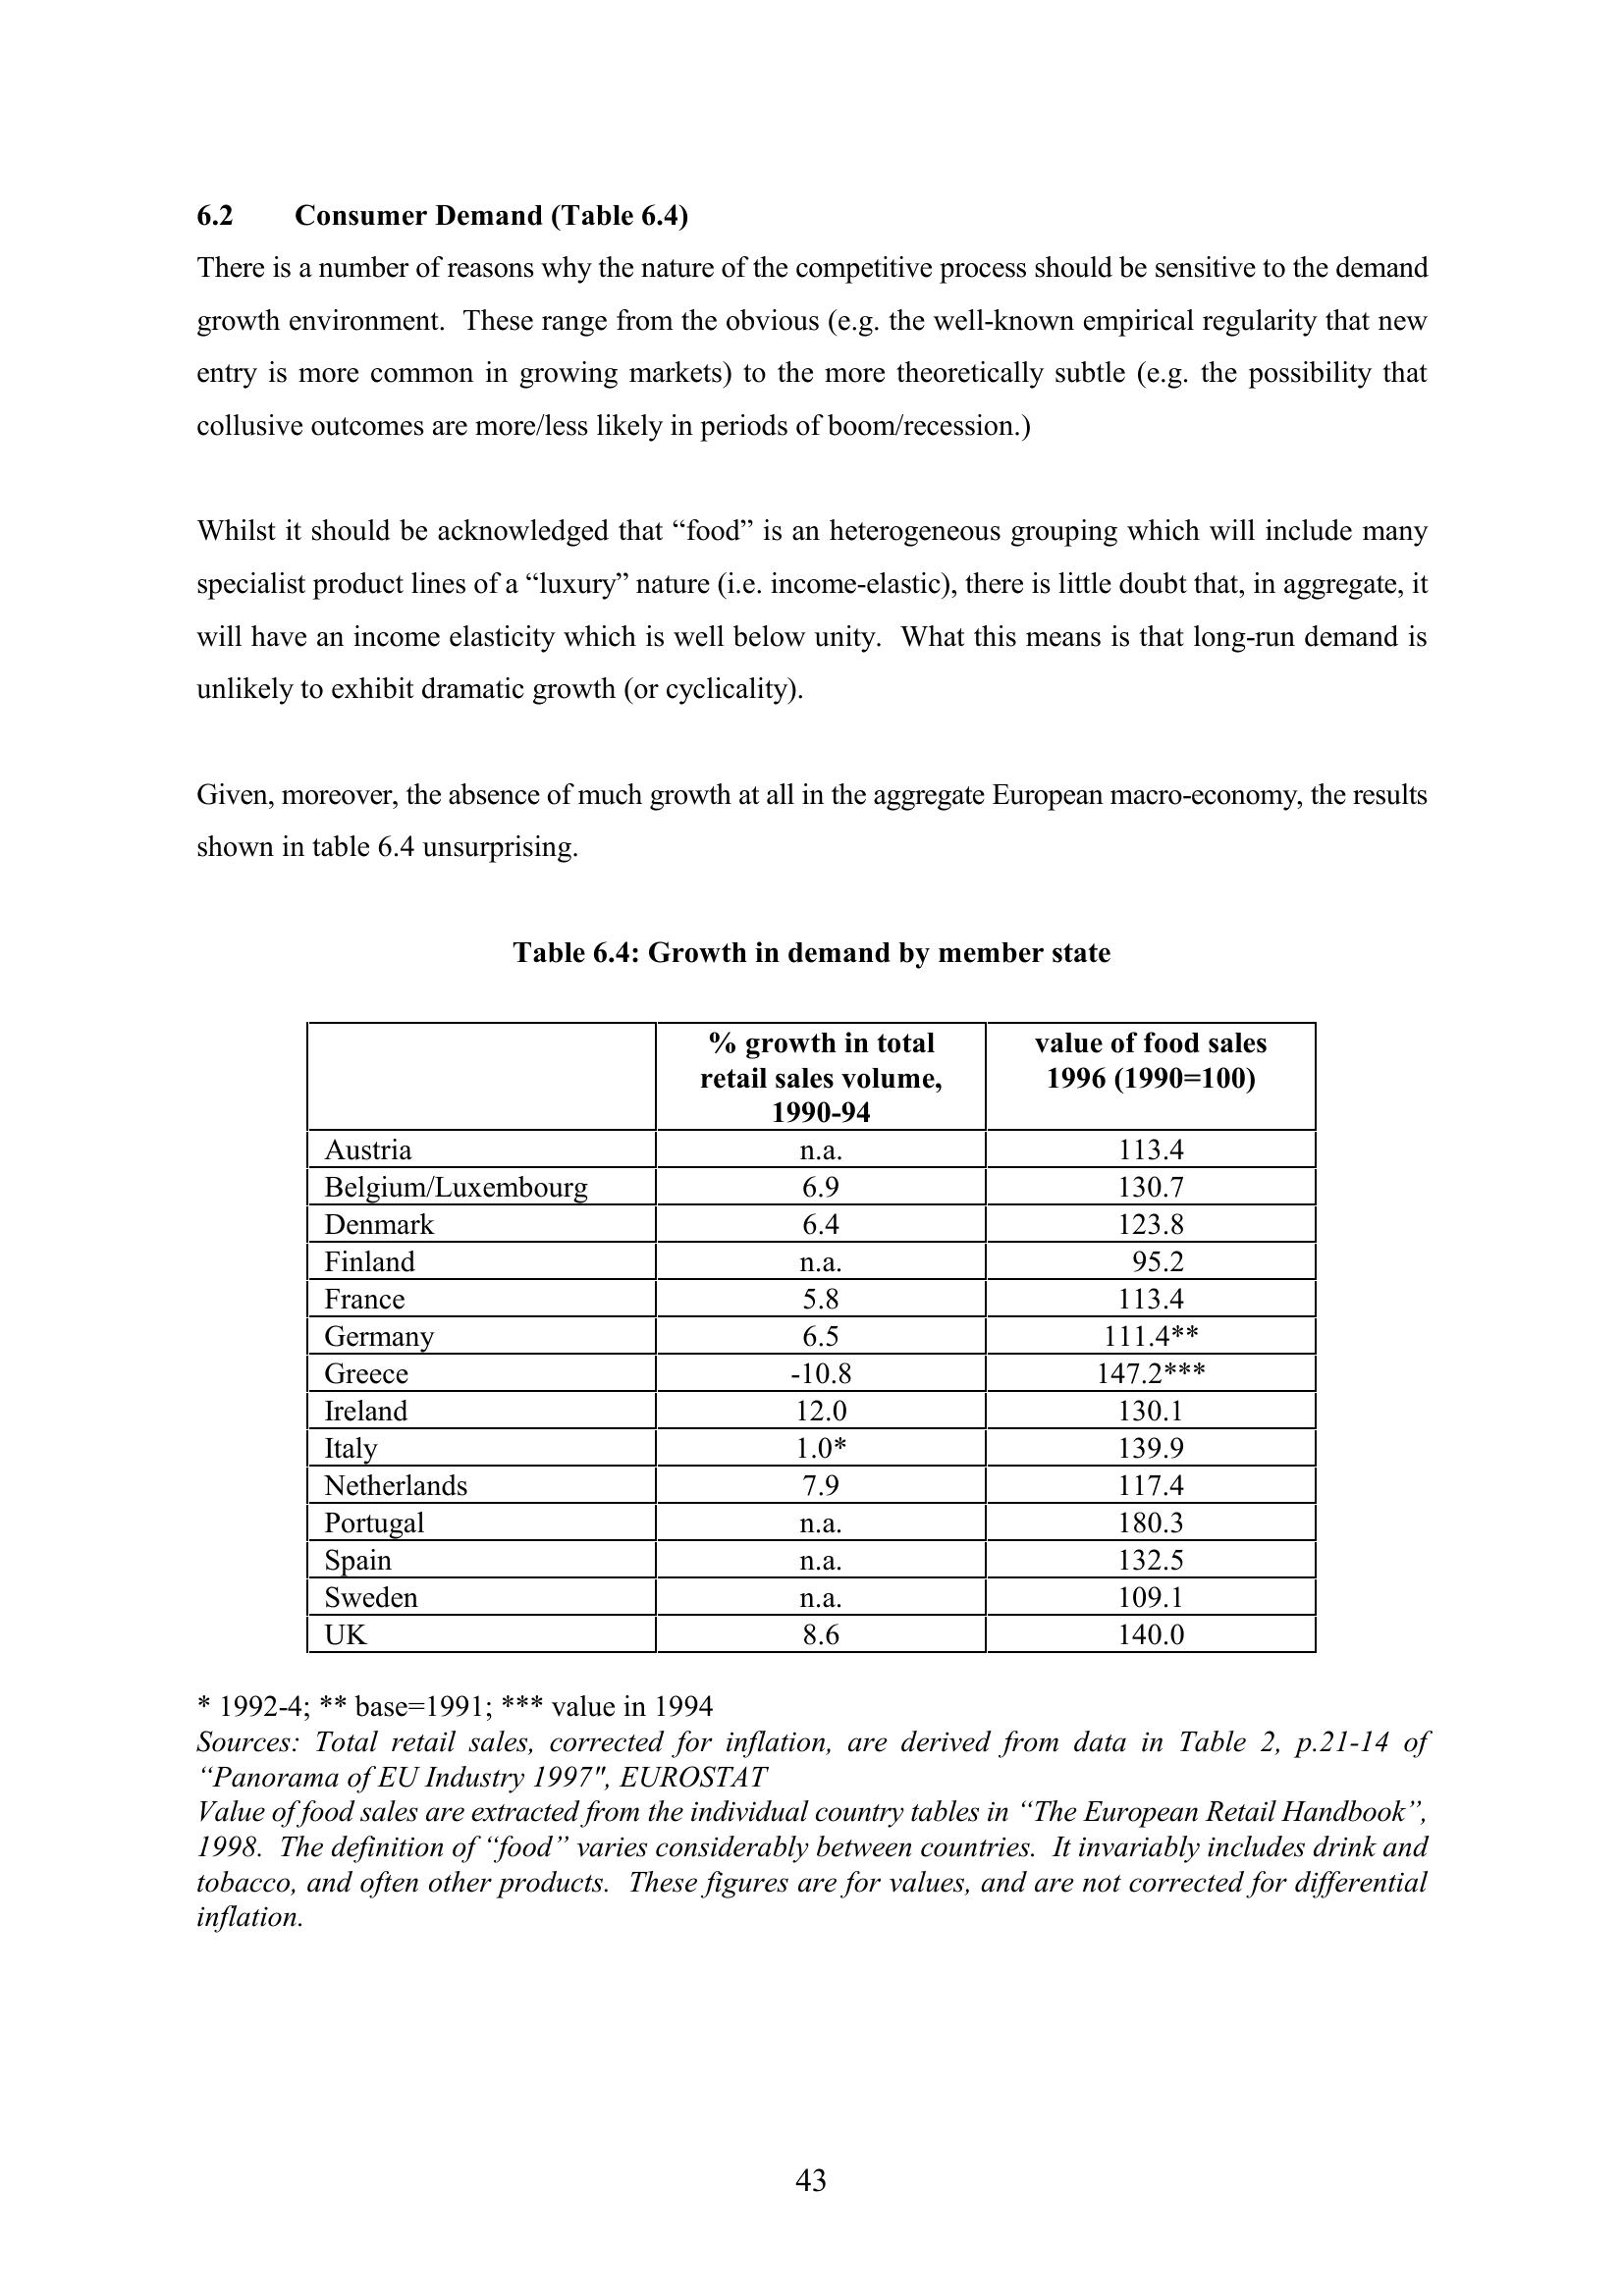 6.2 Consumer Demand (Table 6.4)
There is a number of reasons why the nature of the competitive process should be sensitive to the demand
growth environment. These range from the obvious (e.g. the well-known empirical regularity that new
entry is more common in growing markets) to the more theoretically subtle (e.g. the possibility that
collusive outcomes are more/less likely in periods of boom/recession.)
Whilst it should be acknowledged that “food” is an heterogeneous grouping which will include many
specialist product lines of a “luxury” nature (i.e. income-elastic), there is little doubt that, in aggregate, it
will have an income elasticity which is well below unity. What this means is that long-run demand is
unlikely to exhibit dramatic growth (or cyclicality).
Given, moreover, the absence of much growth at all in the aggregate European macro-economy, the results
shown in table 6.4 unsurprising.
Table 6.4: Growth in demand by member state
% growth in total retail sales volume, 1990-94 value of food sales 1996 (1990=100)
Austria n.a. 113.4
Belgium/Luxembourg 6.9 130.7
Denmark 6.4 123.8
Finland n.a. 95.2
France 5.8 113.4
Germany 6.5 111.4**
Greece -10.8 147.2***
Ireland 12.0 130.1
Italy 1.0* 139.9
Netherlands 7.9 117.4
Portugal n.a. 180.3
Spain n.a. 132.5
Sweden n.a. 109.1
UK 8.6 140.0
* 1992-4; ** base=1991; *** value in 1994
Sources: Total retail sales, corrected for inflation, are derived from data in Table 2, p.21-14 of
“Panorama of EU Industry 1997", EUROSTAT
Value of food sales are extracted from the individual country tables in “The European Retail Handbook”,
1998. The definition of “food” varies considerably between countries. It invariably includes drink and
tobacco, and often other products. These figures are for values, and are not corrected for differential
inflation.
43